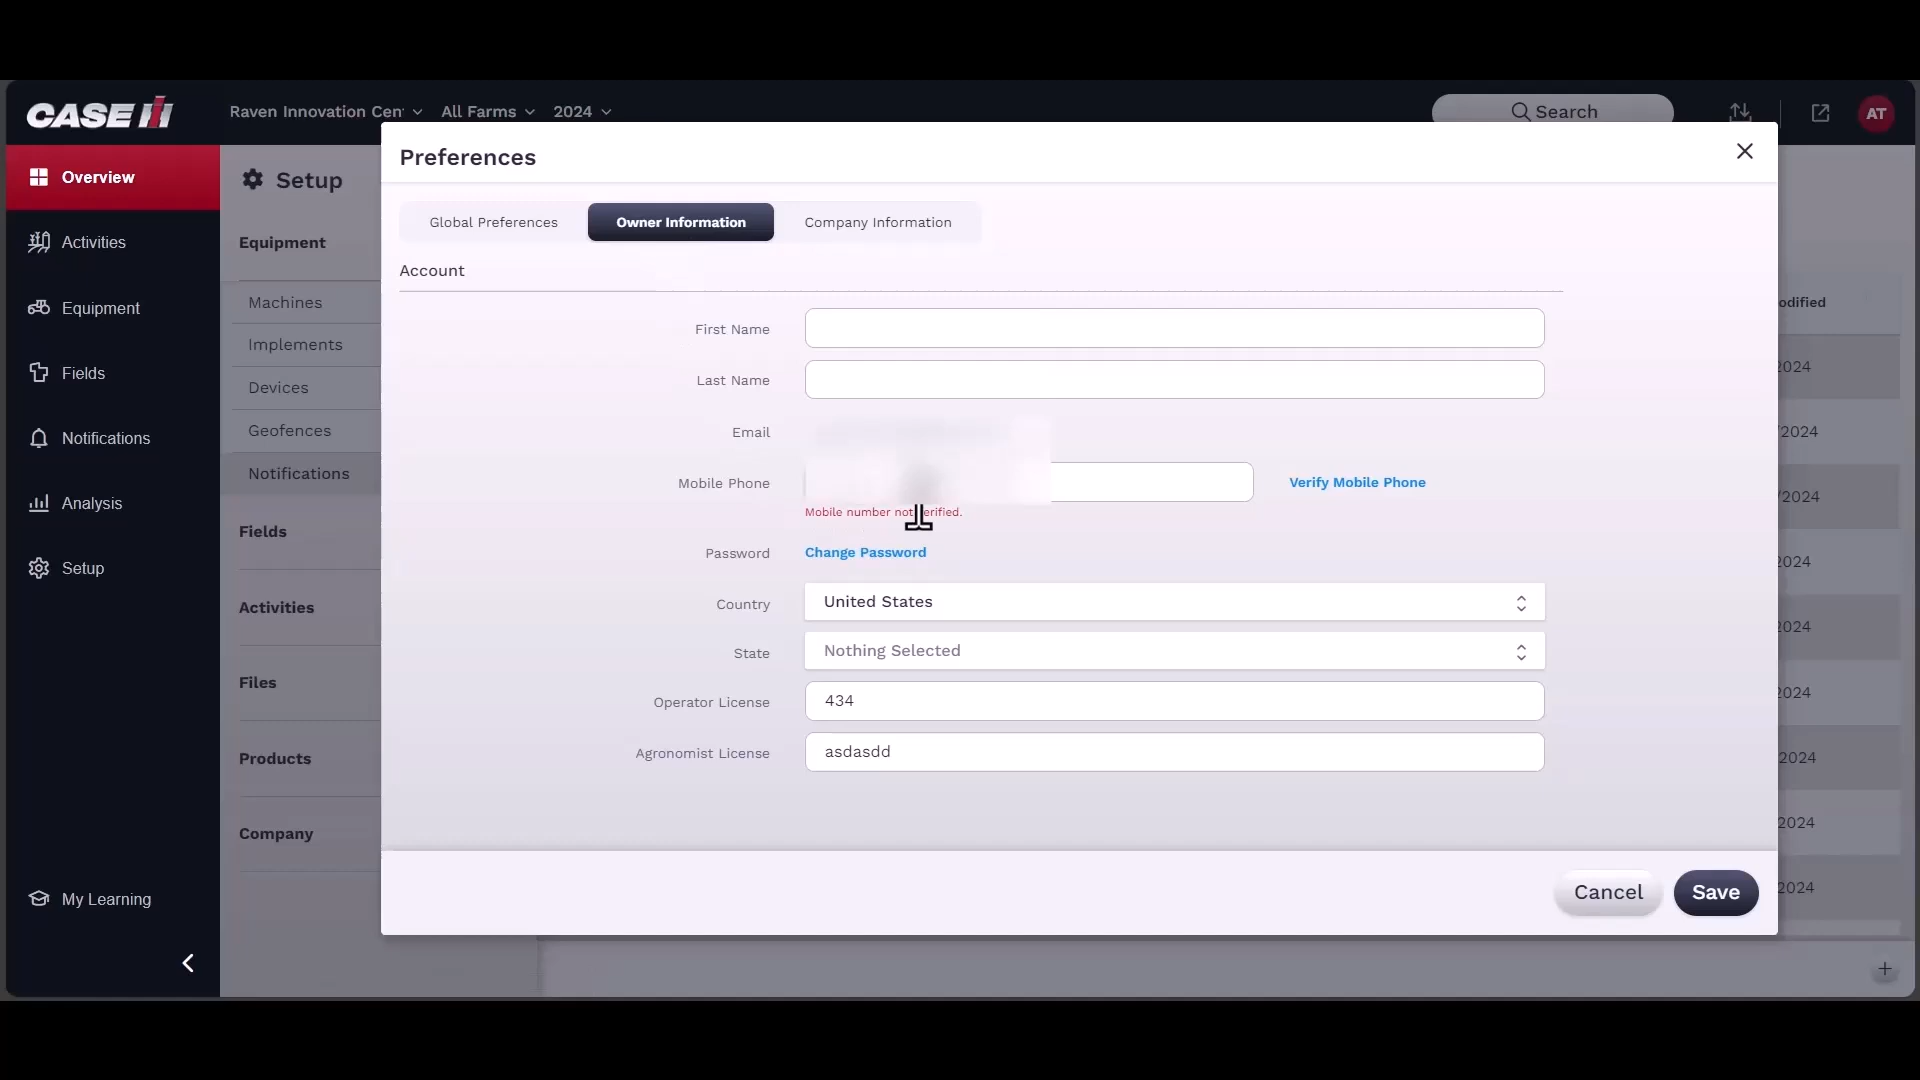 CASE IH
Raven Innovation Cen
All Farms
2024
Search
AT
Overview
Activities
Equipment
Fields
Notifications
Analysis
Setup
My Learning
Setup
Equipment
Machines
Implements
Devices
Geofences
Notifications
Fields
Activities
Files
Products
Company
Preferences
Global Preferences
Owner Information
Company Information
Account
First Name
Last Name
Email
Mobile Phone
Verify Mobile Phone
Mobile number not erified.
Password
Change Password
Country
United States
State
Nothing Selected
Operator License
434
Agronomist License
asdasdd
Cancel
Save
odified
2024
/2024
/2024
2024
2024
2024
2024
2024
2024